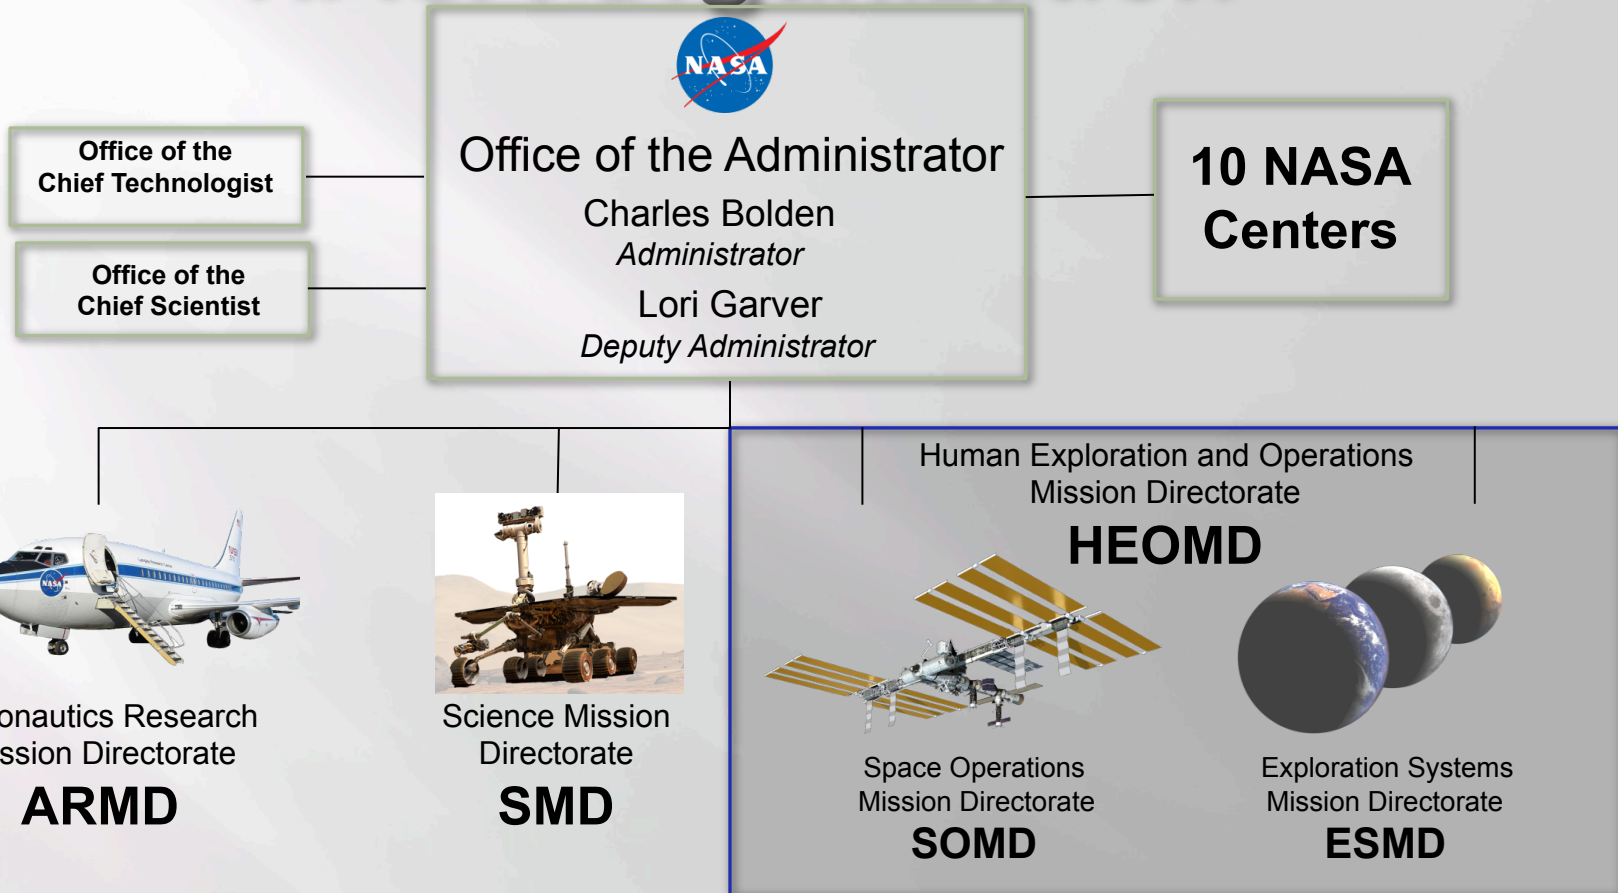 NASA
Office of the Administrator
Charles Bolden
Administrator
Lori Garver
Deputy Administrator
Office of the
Chief Technologist
Office of the
Chief Scientist
10 NASA
Centers
Human Exploration and Operations
Mission Directorate
HEOMD
NASA
onautics Research
ssion Directorate
ARMD
Science Mission
Directorate
SMD
Space Operations
Mission Directorate
SOMD
Exploration Systems
Mission Directorate
ESMD